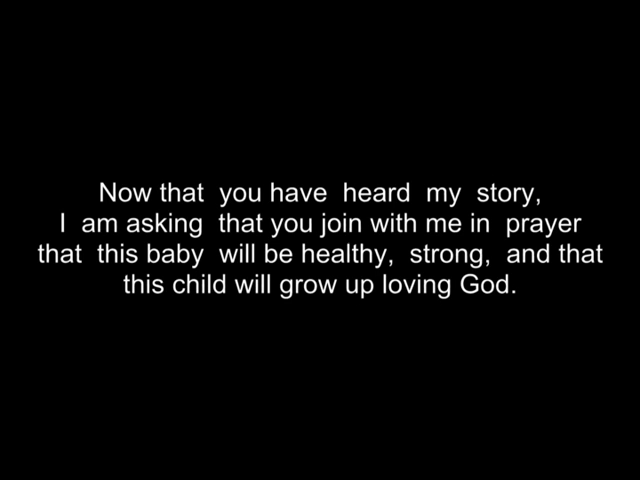 Now that you have heard my story,
I am asking that you join with me in prayer
that this baby will be healthy, strong, and that
this child will grow up loving God.